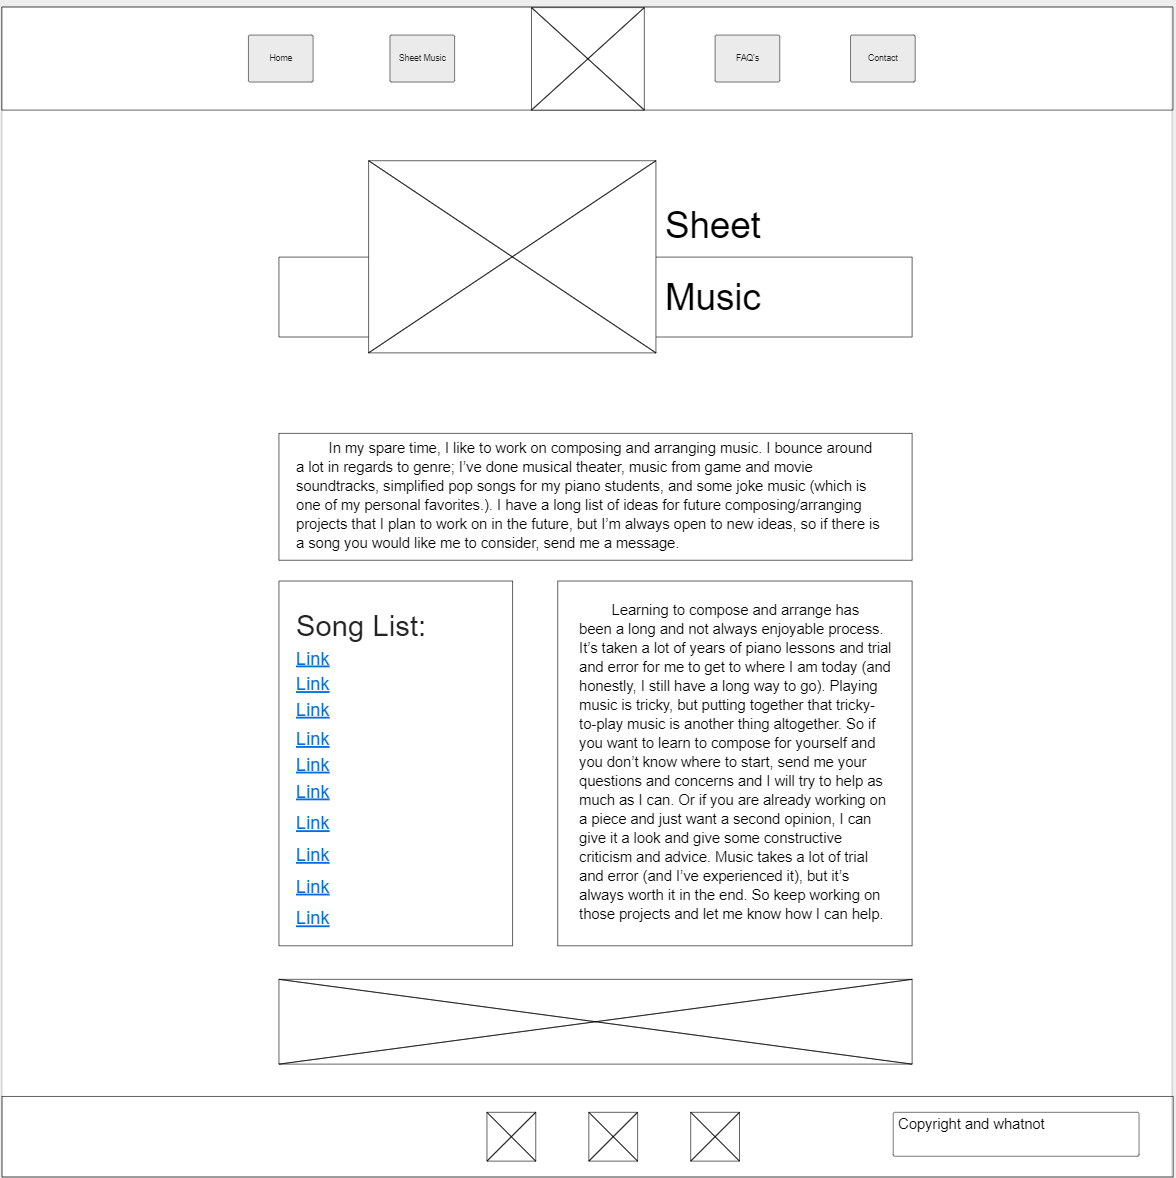 Home
Sheet Music
FAQ's
Contact
Sheet
Music
In my spare time, I like to work on composing and arranging music. I bounce around
a lot in regards to genre; I’ve done musical theater, music from game and movie
soundtracks, simplified pop songs for my piano students, and some joke music (which is
one of my personal favorites.). I have a long list of ideas for future composing/arranging
projects that I plan to work on in the future, but I’m always open to new ideas, so if there is
a song you would like me to consider, send me a message.
Song List:
Link
Link
Link
Link
Link
Link
Link
Link
Link
Link
Learning to compose and arrange has
been a long and not always enjoyable process.
It’s taken a lot of years of piano lessons and trial
and error for me to get to where I am today (and
honestly, I still have a long way to go). Playing
music is tricky, but putting together that tricky-
to-play music is another thing altogether. So if
you want to learn to compose for yourself and
you don’t know where to start, send me your
questions and concerns and I will try to help as
much as I can. Or if you are already working on
a piece and just want a second opinion, I can
give it a look and give some constructive
criticism and advice. Music takes a lot of trial
and error (and I’ve experienced it), but it’s
always worth it in the end. So keep working on
those projects and let me know how I can help.
Copyright and whatnot